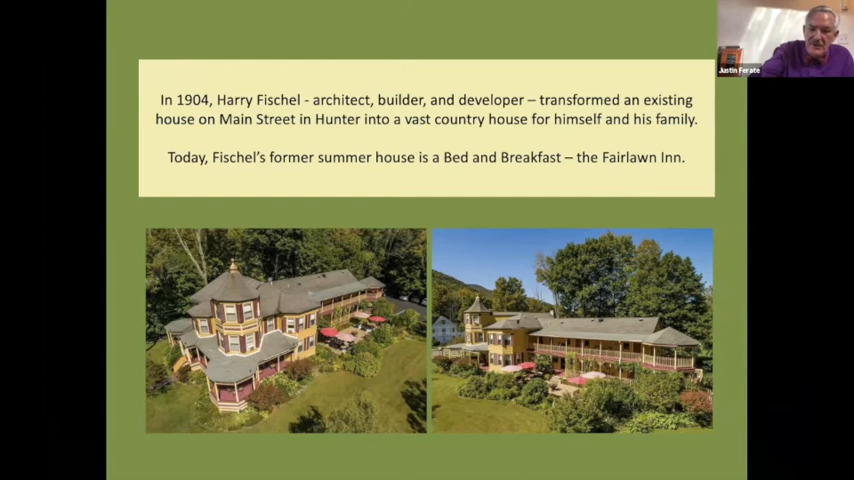 Justin Ferate
In 1904, Harry Fischel - architect, builder, and developer – transformed an existing
house on Main Street in Hunter into a vast country house for himself and his family.
Today, Fischel's former summer house is a Bed and Breakfast – the Fairlawn Inn.